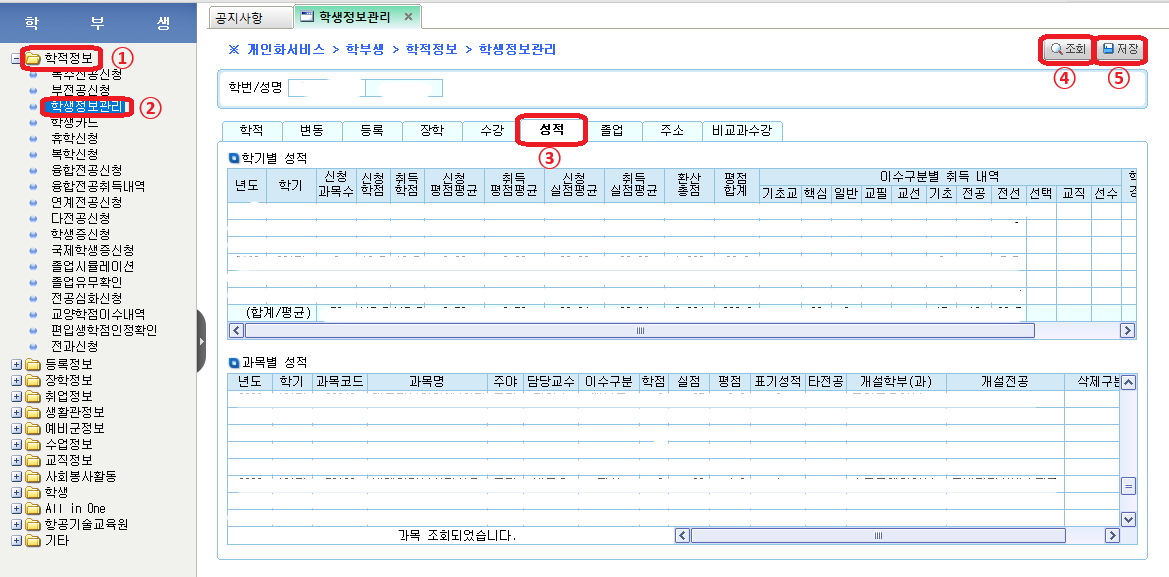 학 부 생
공지사항
학생정보관리
※ 개인화서비스 > 학부생 > 학적정보 > 학생정보관리
조회
저장
④
⑤
학번/성명
학적정보
①
복수전공신청
부전공신청
학생정보관리
②
학생카드
휴학신청
복학신청
융합전공신청
융합전공취득내역
연계전공신청
다전공신청
학생증신청
국제학생증신청
졸업시뮬레이션
졸업유무확인
전공심화신청
교양학점이수내역
편입생학점인정확인
전과신청
등록정보
장학정보
취업정보
생활관정보
예비군정보
수업정보
교직정보
사회봉사활동
학생
All in One
항공기술교육원
기타
학적 변동 등록 장학 수강 성적 졸업 주소 비교과수강
③
학기별 성적
년도 학기 신청 과목수 신청 학점 취득 학점 신청 평점평균 취득 평점평균 신청 실점평균 취득 실점평균 환산 총점 평점 합계 이수구분별 취득 내역
기초교 핵심 일반 교필 교선 기초 전공 전선 선택 교직 선수
(합계/평균)
과목별 성적
년도 학기 과목코드 과목명 주야 담당교수 이수구분 학점 실점 평점 표기성적 타전공 개설학부(과) 개설전공 삭제구분
과목 조회되었습니다.